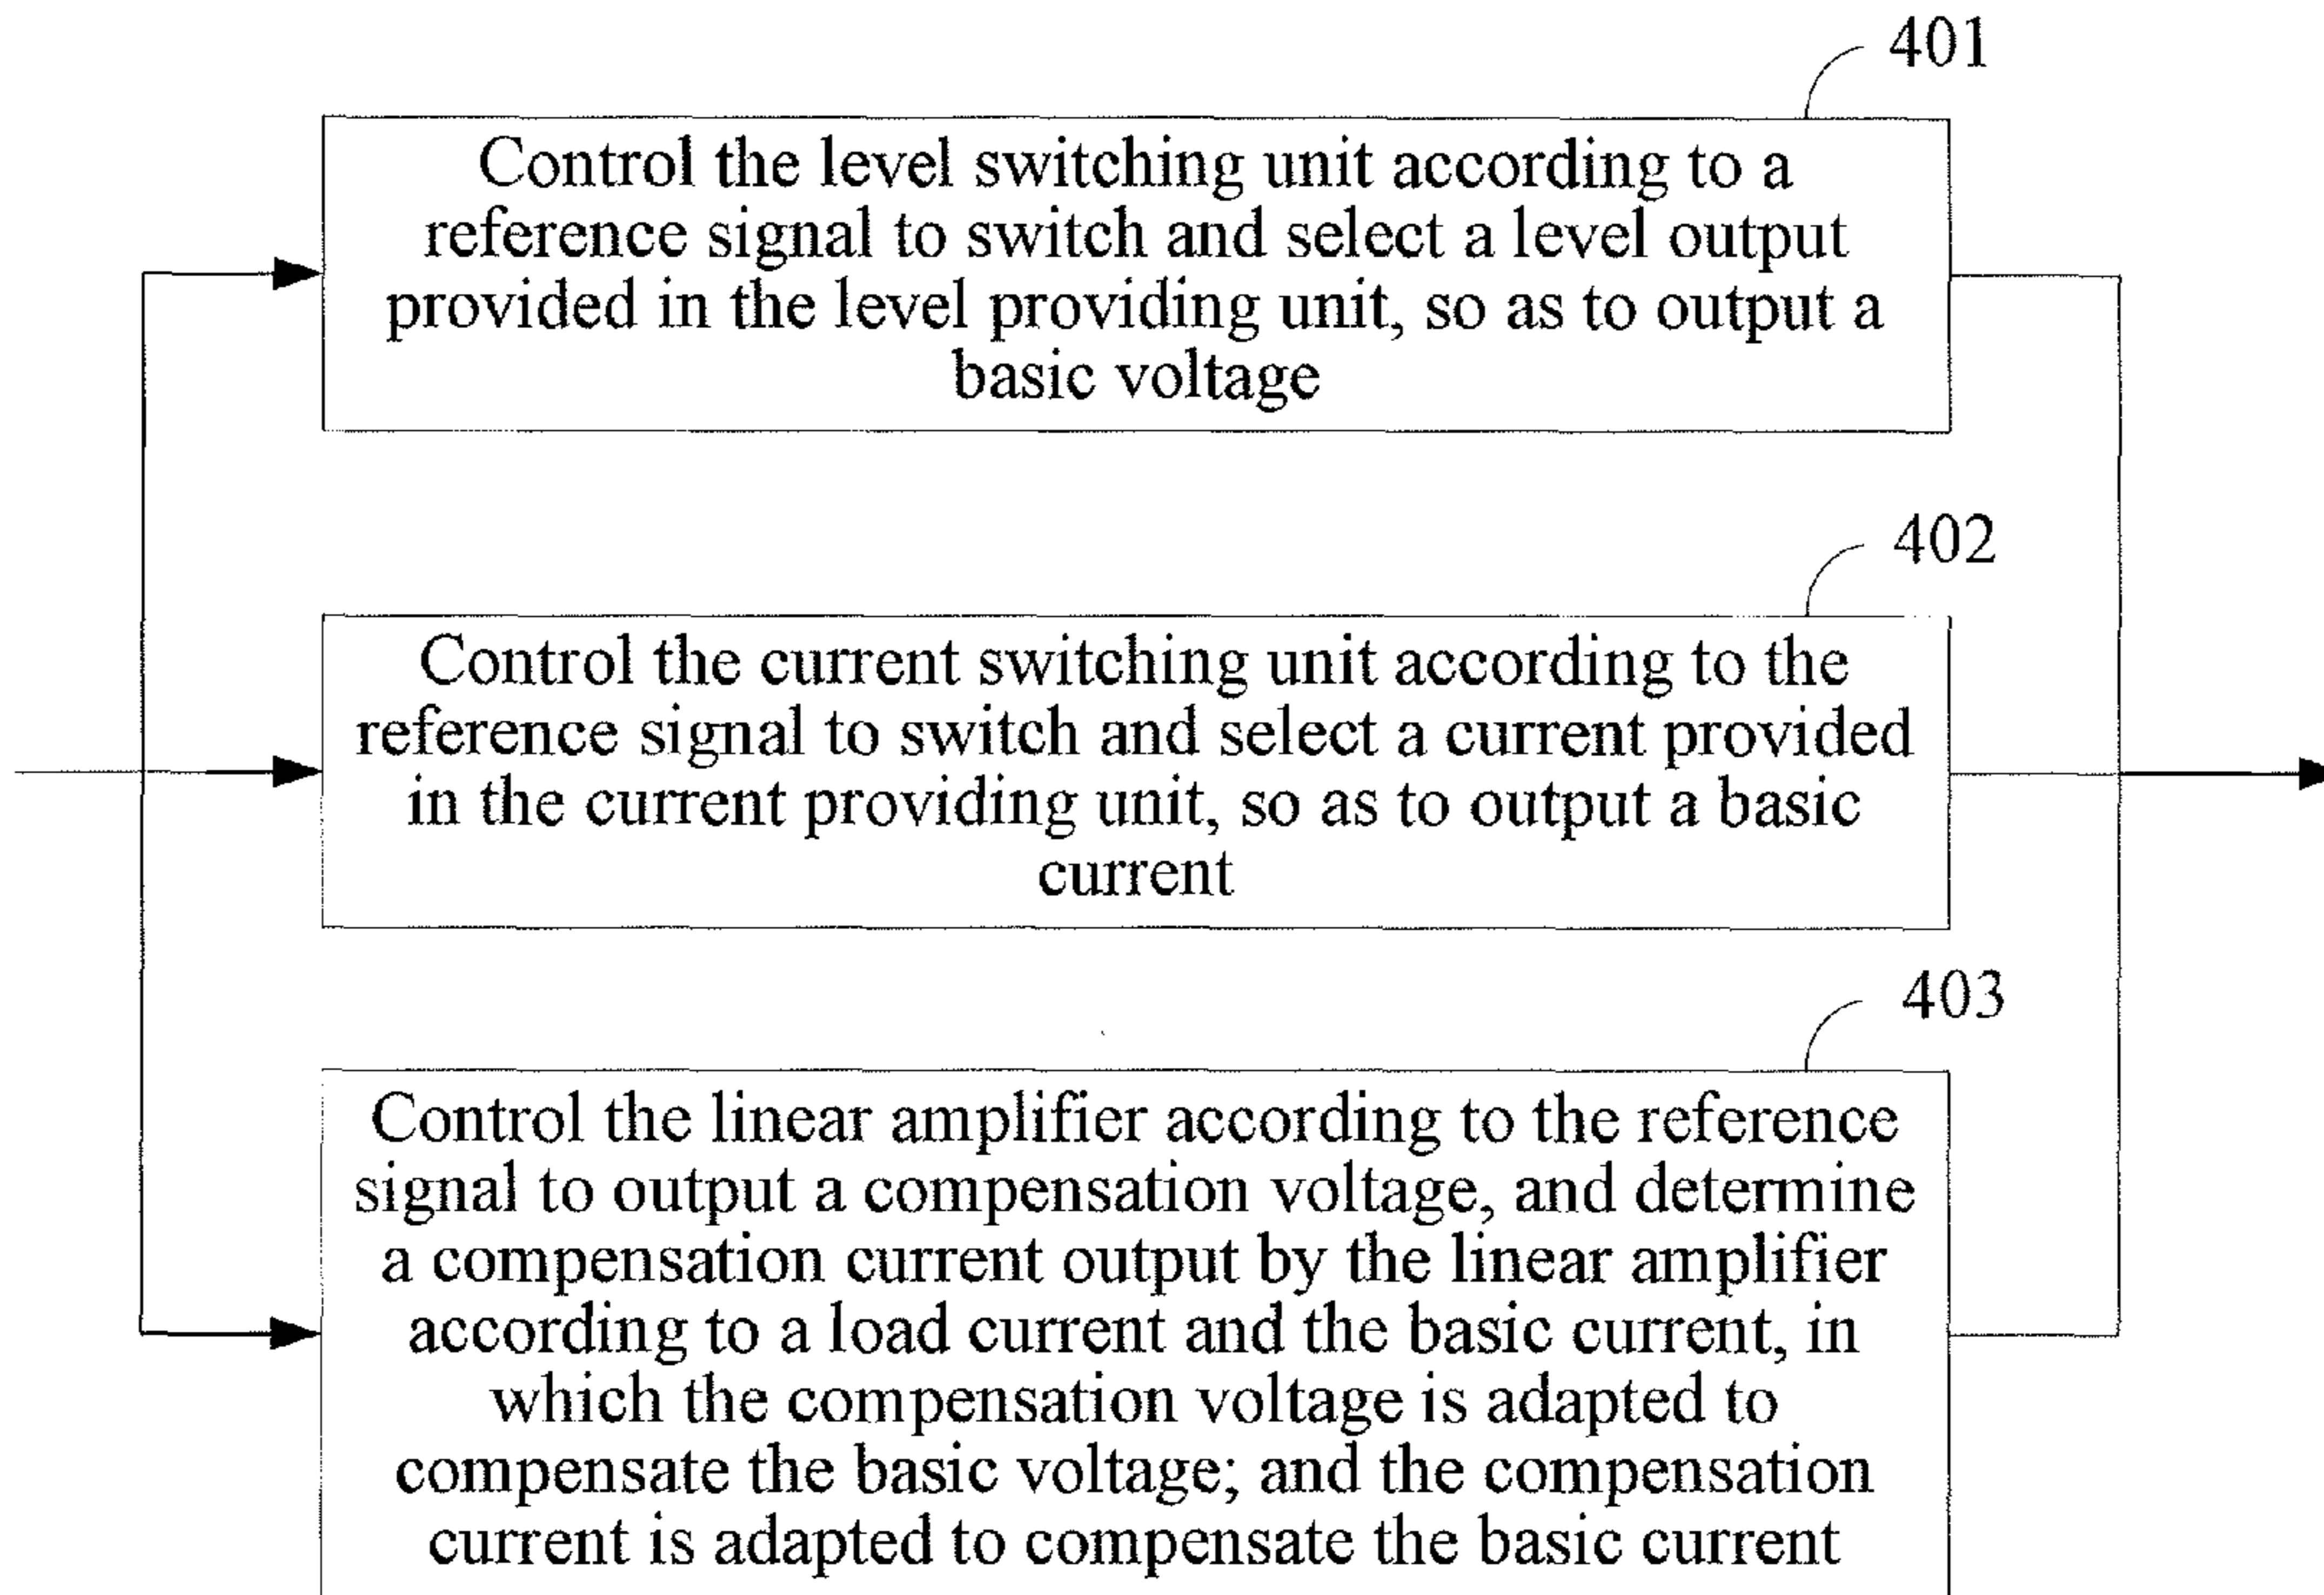 401
Control the level switching unit according to a
reference signal to switch and select a level output
provided in the level providing unit, so as to output a
basic voltage
402
Control the current switching unit according to the
reference signal to switch and select a current provided
in the current providing unit, so as to output a basic
current
403
Control the linear amplifier according to the reference
signal to output a compensation voltage, and determine
a compensation current output by the linear amplifier
according to a load current and the basic current, in
which the compensation voltage is adapted to
compensate the basic voltage; and the compensation
current is adapted to compensate the basic current